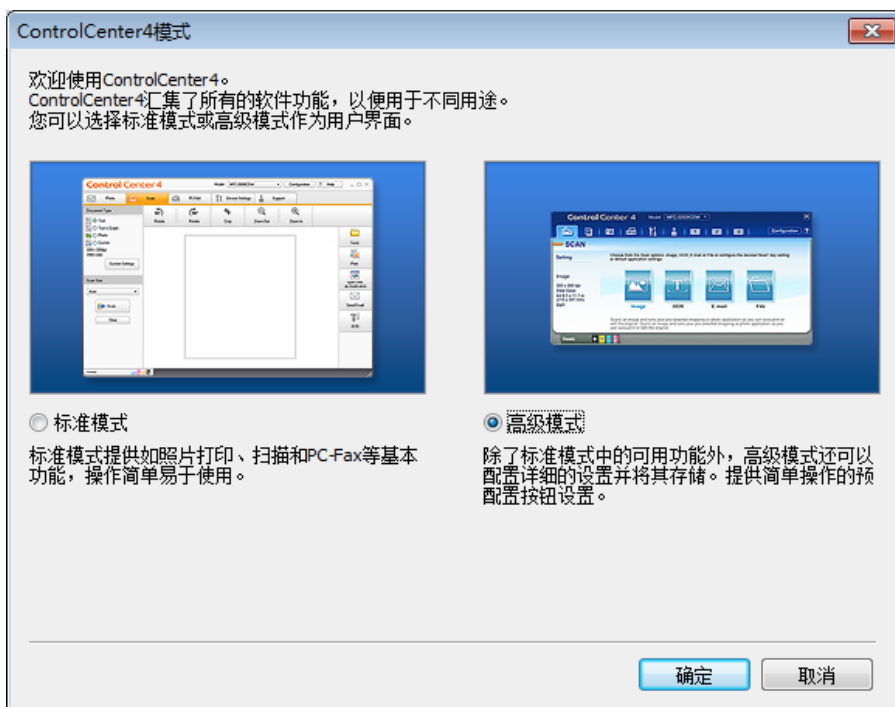 ControlCenter4模式
欢迎使用ControlCenter4。
ControlCenter4汇集了所有的软件功能，以便用于不同用途。
您可以选择标准模式或高级模式作为用户界面。
Control Center 4
Control Center 4
SCAN
Setting
Image
Image
OCR
E-mail
File
Ready
Configuration
标准模式
标准模式提供如照片打印、扫描和PC-Fax等基本
功能，操作简单易于使用。
高级模式
除了标准模式中的可用功能外，高级模式还可以
配置详细的设置并将其存储。提供简单操作的预
配置按钮设置。
确定
取消